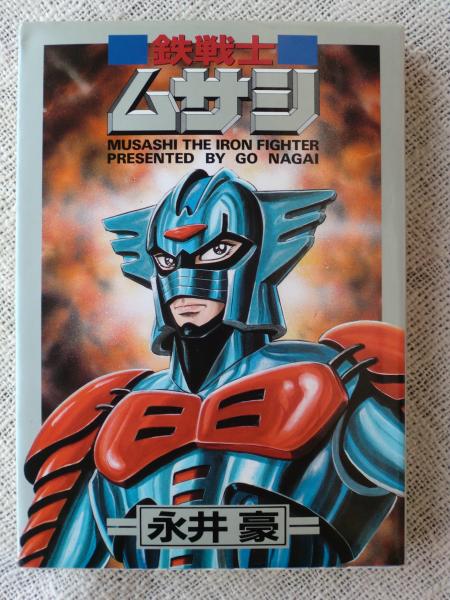 鉄戦士
ムサシ
MUSASHI THE IRON FIGHTER
PRESENTED BY GO NAGAI
永井豪